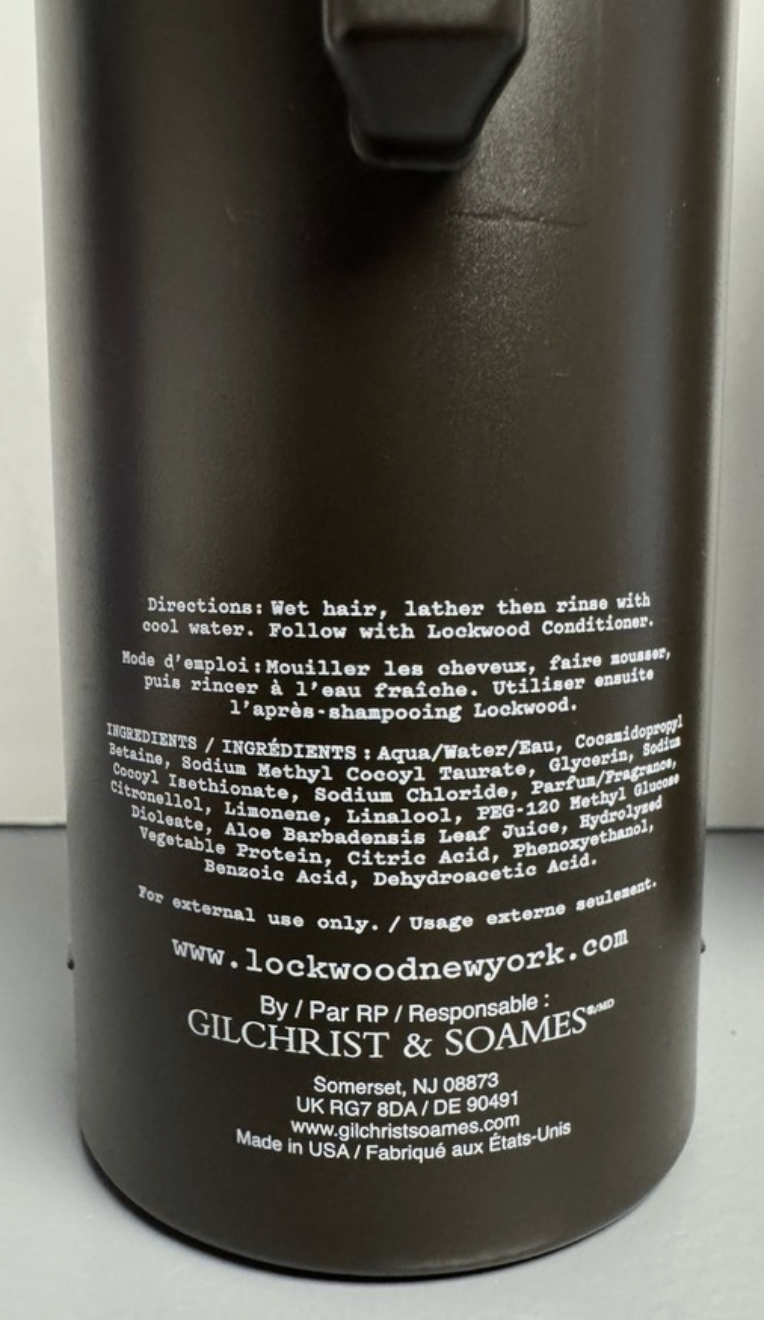 Directions: Wet hair, lather then rinse with
cool water. Follow with Lockwood Conditioner.
Mode d'emploi: Mouiller les cheveux, faire mousser,
puis rincer à l'eau fraîche. Utiliser ensuite
l'après-shampooing Lockwood.
INGREDIENTS / INGRÉDIENTS : Aqua/Water/Eau, Cocamidopropyl
Betaine, Sodium Methyl Cocoyl Taurate, Glycerin, Sodium
Cocoyl Isethionate, Sodium Chloride, Parfum/Fragrance,
Citronellol, Limonene, Linalool, PEG-120 Methyl Glucose
Dioleate, Aloe Barbadensis Leaf Juice, Hydrolyzed
Vegetable Protein, Citric Acid, Phenoxyethanol,
Benzoic Acid, Dehydroacetic Acid.
For external use only. / Usage externe seulement.
www.lockwoodnewyork.com
By / Par RP / Responsable :
GILCHRIST & SOAMES®/MD
Somerset, NJ 08873
UK RG7 8DA / DE 90491
www.gilchristsoames.com
Made in USA / Fabriqué aux États-Unis